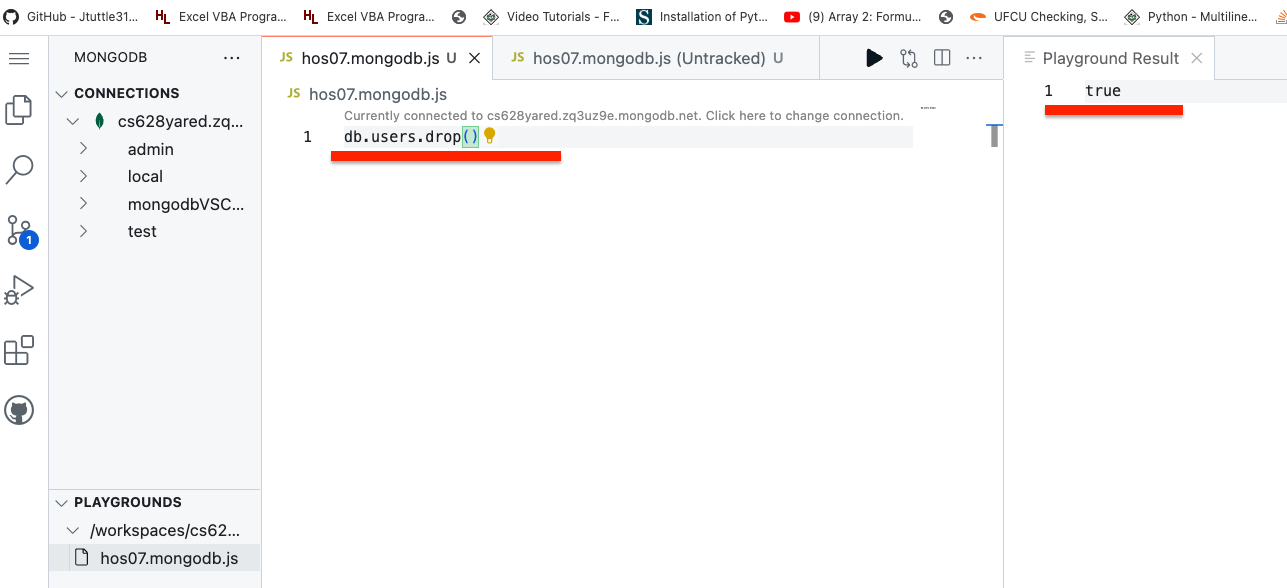 GitHub - Jtuttle31... Excel VBA Progra... Excel VBA Progra... Video Tutorials - F... Installation of Pyt... (9) Array 2: Formu... UFCU Checking, S... Python - Multiline...
MONGODB ...
JS hos07.mongodb.js U
JS hos07.mongodb.js (Untracked) U
Playground Result
CONNECTIONS
cs628yared.zq...
admin
local
mongodbVSC...
test
1
PLAYGROUNDS
/workspaces/cs62...
hos07.mongodb.js
JS hos07.mongodb.js
Currently connected to cs628yared.zq3uz9e.mongodb.net. Click here to change connection.
1 db.users.drop()
1 true